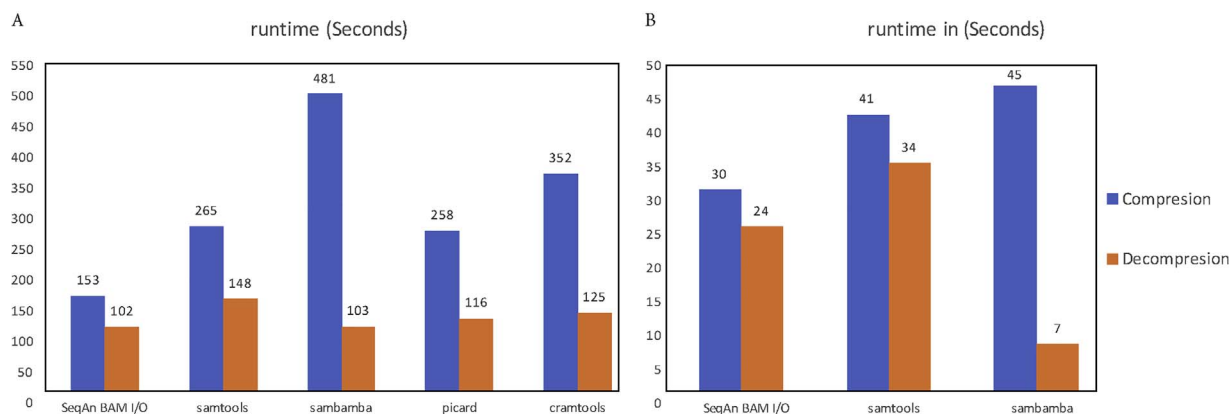 A
runtime (Seconds)
550
500
450
400
350
300
250
200
150
100
50
0
153
102
265
148
481
103
258
116
352
125
SeqAn BAM I/O
samtools
sambamba
picard
cramtools
B
runtime in (Seconds)
50
45
40
35
30
25
20
15
10
5
0
30
24
41
34
45
7
SeqAn BAM I/O
samtools
sambamba
Compresion
Decompresion